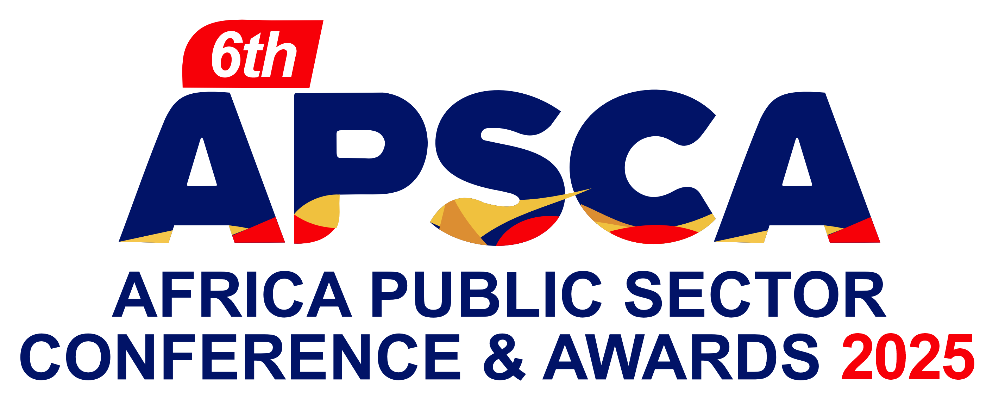 6th
APSCA
AFRICA PUBLIC SECTOR
CONFERENCE & AWARDS 2025